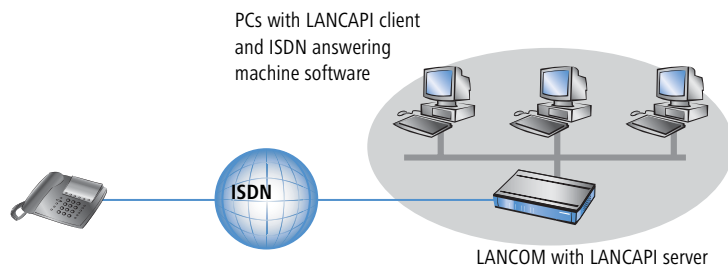 PCs with LANCAPI client
and ISDN answering
machine software
ISDN
LANCOM with LANCAPI server